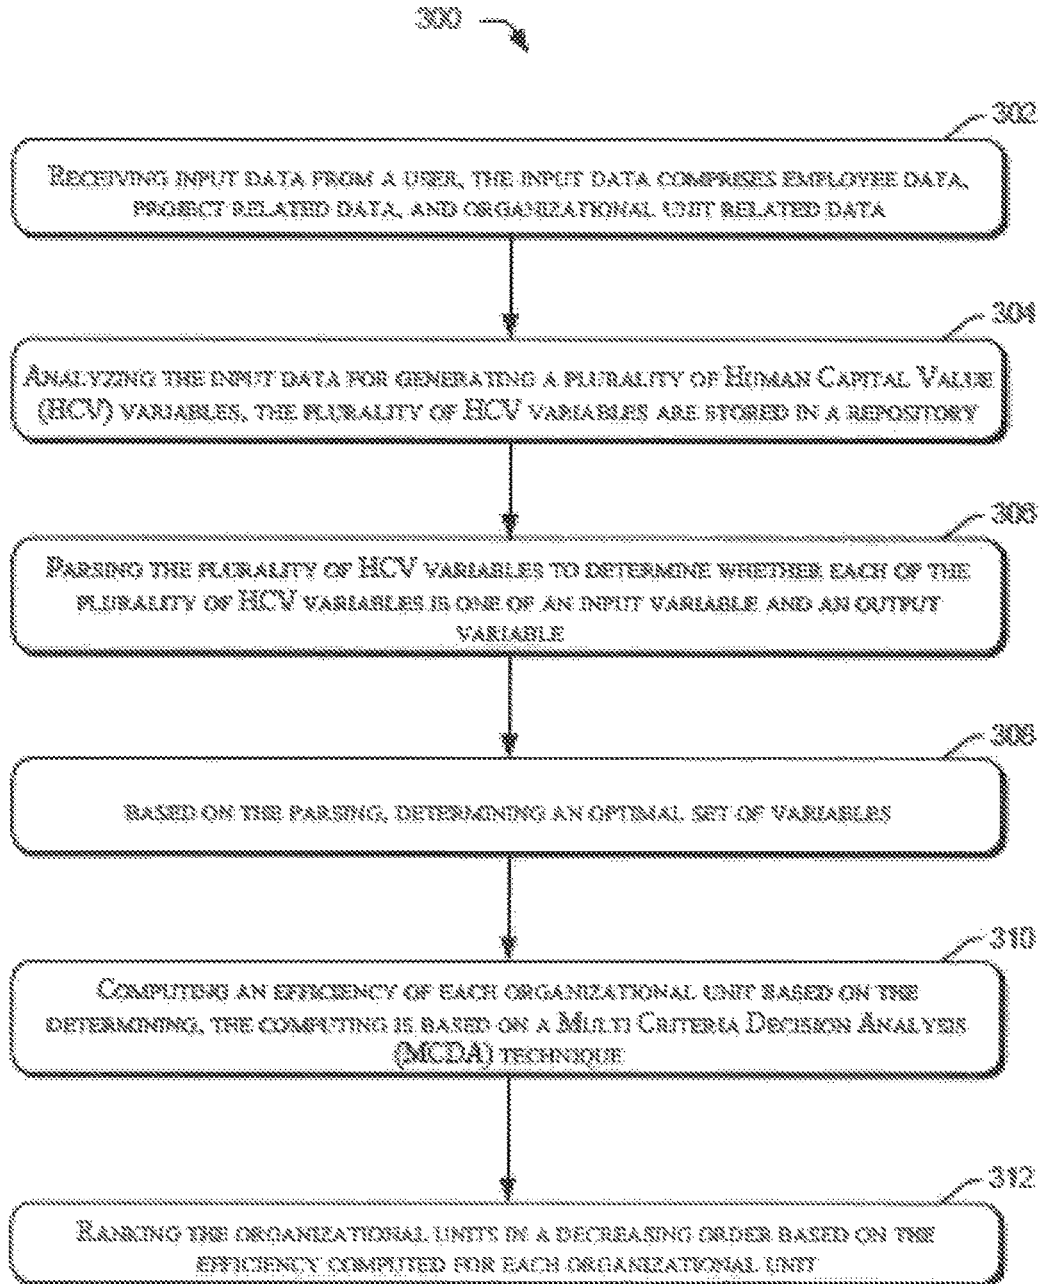 300
302
RECEIVING INPUT DATA FROM A USER, THE INPUT DATA COMPRISES EMPLOYEE DATA,
PROJECT RELATED DATA, AND ORGANIZATIONAL UNIT RELATED DATA
304
ANALYZING THE INPUT DATA FOR GENERATING A PLURALITY OF HUMAN CAPITAL VALUE
(HCV) VARIABLES, THE PLURALITY OF HCV VARIABLES ARE STORED IN A REPOSITORY
306
PARSING THE PLURALITY OF HCV VARIABLES TO DETERMINE WHETHER EACH OF THE
PLURALITY OF HCV VARIABLES IS ONE OF AN INPUT VARIABLE AND AN OUTPUT
VARIABLE
308
BASED ON THE PARSING, DETERMINING AN OPTIMAL SET OF VARIABLES
310
COMPUTING AN EFFICIENCY OF EACH ORGANIZATIONAL UNIT BASED ON THE
DETERMINING, THE COMPUTING IS BASED ON A MULTI CRITERIA DECISION ANALYSIS
(MCDA) TECHNIQUE
312
RANKING THE ORGANIZATIONAL UNITS IN A DECREASING ORDER BASED ON THE
EFFICIENCY COMPUTED FOR EACH ORGANIZATIONAL UNIT